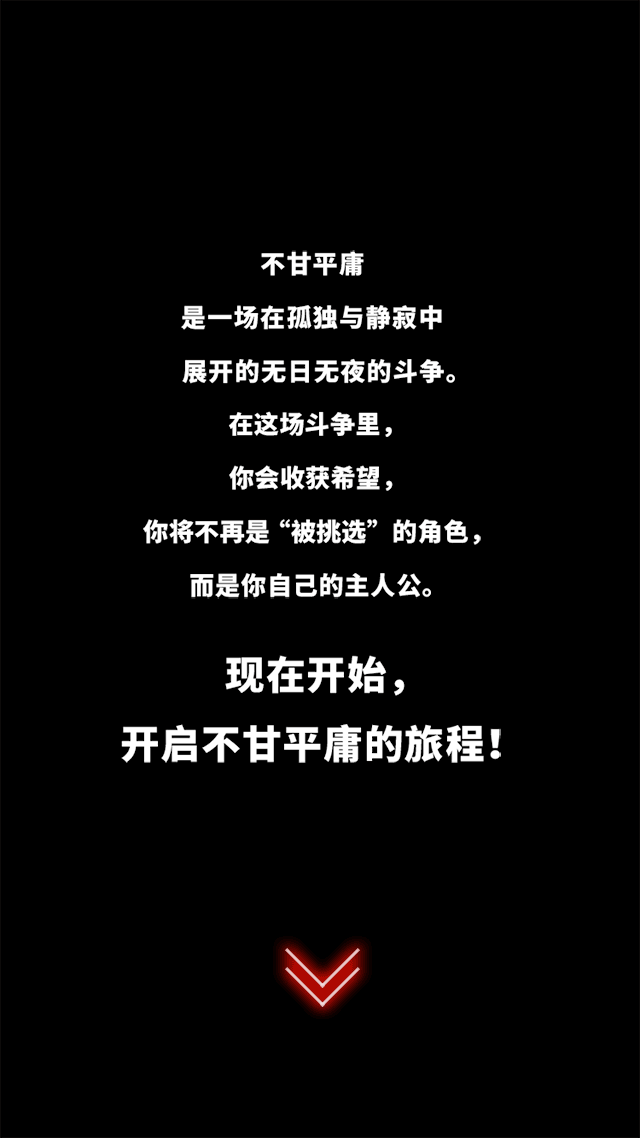 不甘平庸
是一场在孤独与静寂中
展开的无日无夜的斗争。
在这场斗争里，
你会收获希望，
你将不再是“被挑选”的角色，
而是你自己的主人公。
现在开始，
开启不甘平庸的旅程！